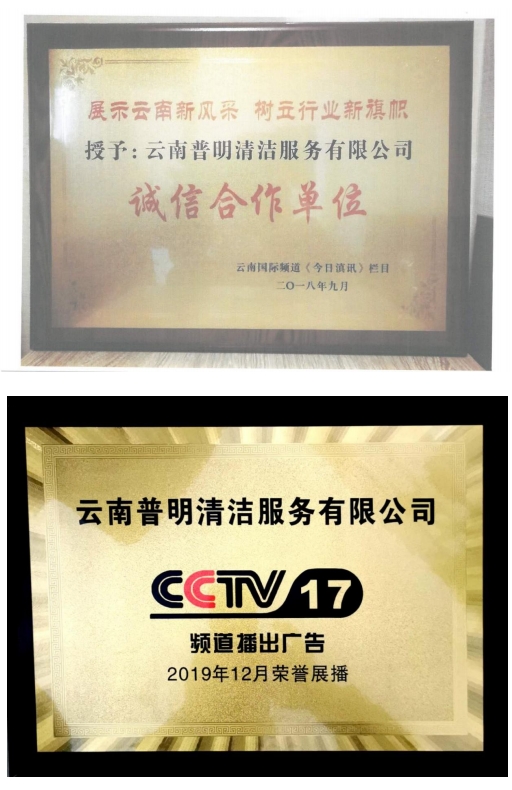 展示云南新风采 树立行业新旗帜
授予：云南普明清洁服务有限公司
诚信合作单位
云南国际频道《今日滇讯》栏目
二〇一八年九月
云南普明清洁服务有限公司
CCTV 17
频道播出广告
2019年12月荣誉展播